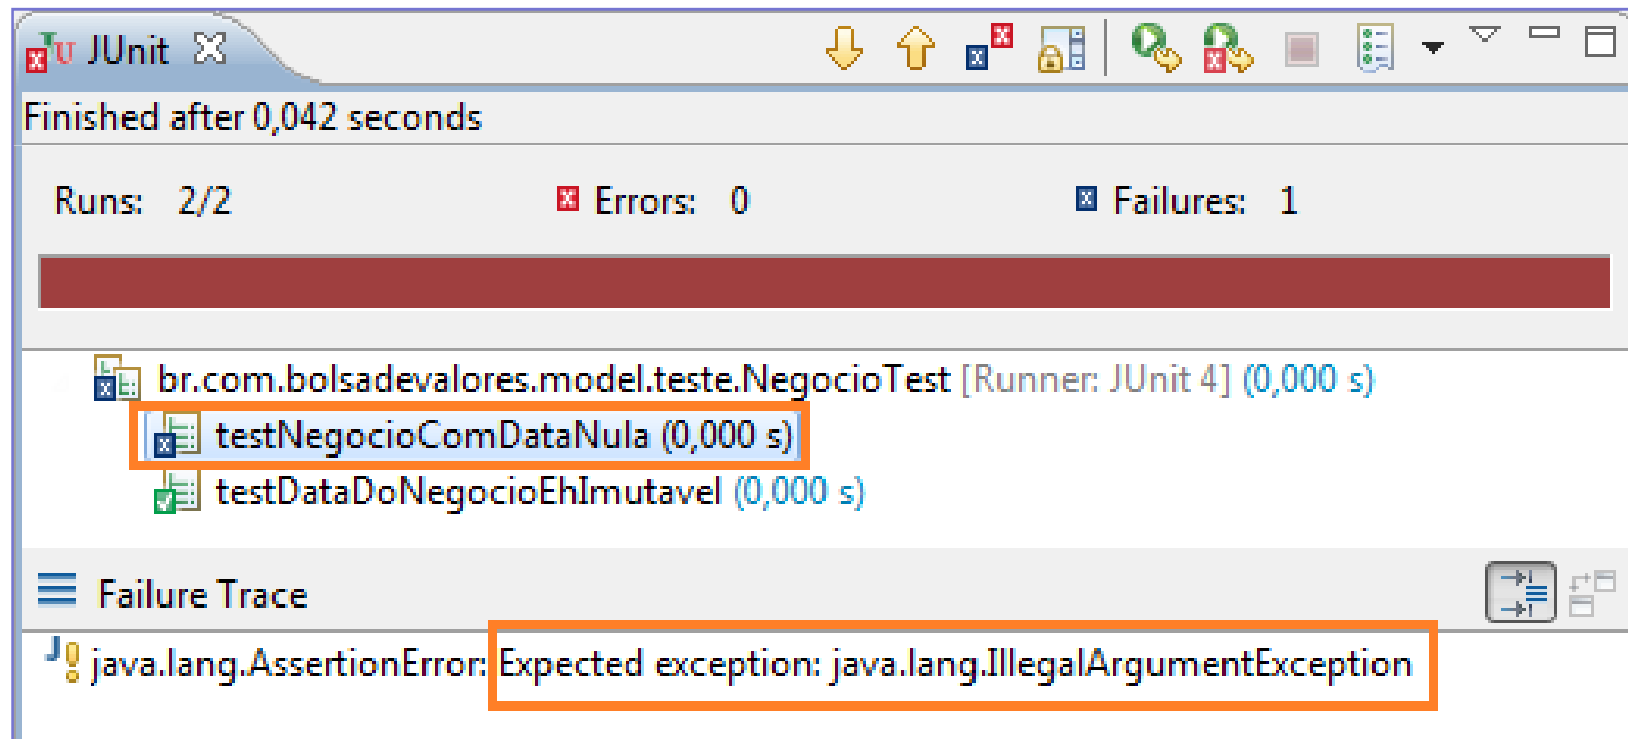 JUnit
Finished after 0,042 seconds
Runs: 2/2 Errors: 0 Failures: 1
br.com.bolsadevalores.model.teste.NegocioTest [Runner: JUnit 4] (0,000 s)
testNegocioComDataNula (0,000 s)
testDataDoNegocioEhImutavel (0,000 s)
Failure Trace
java.lang.AssertionError: Expected exception: java.lang.IllegalArgumentException